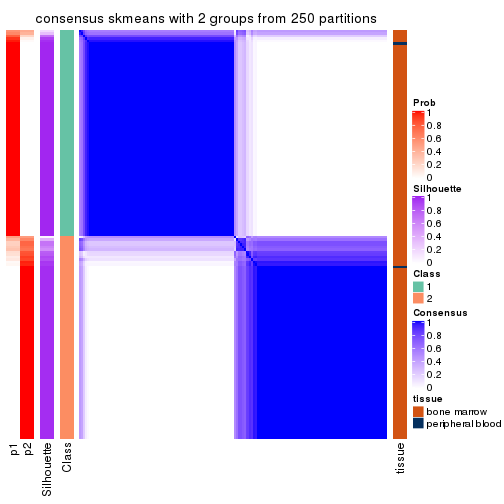 consensus skmeans with 2 groups from 250 partitions
Prob
1
0.8
0.6
0.4
0.2
0
Silhouette
1
0.8
0.6
0.4
0.2
0
Class
1
2
Consensus
1
0.8
0.6
0.4
0.2
0
tissue
bone marrow
peripheral blood
p1
p2
Silhouette
Class
tissue